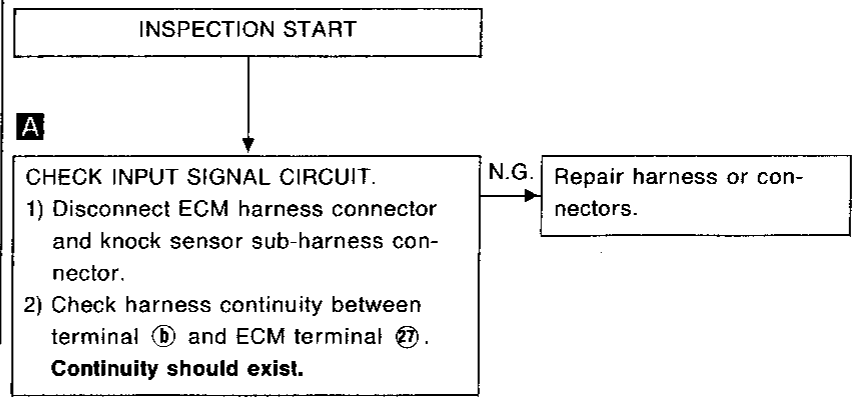 INSPECTION START
A
CHECK INPUT SIGNAL CIRCUIT.
1) Disconnect ECM harness connector
and knock sensor sub-harness con-
nector.
2) Check harness continuity between
terminal ⓑ and ECM terminal ㉗.
Continuity should exist.
N.G.
Repair harness or con-
nectors.